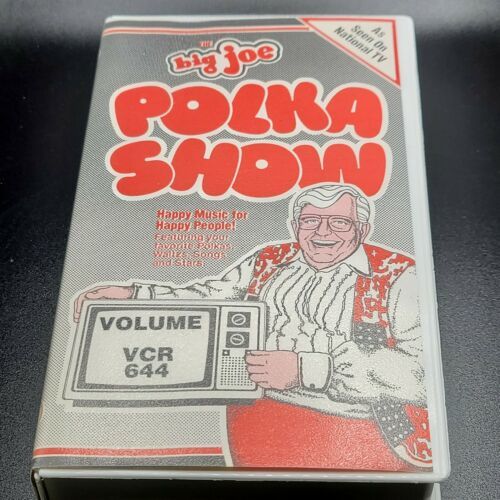 THE
big joe
POLKA
SHOW
As
Seen On
National TV
Happy Music for
Happy People!
Featuring your
favorite Polkas,
Waltzs, Songs
and Stars.
VOLUME
VCR
644